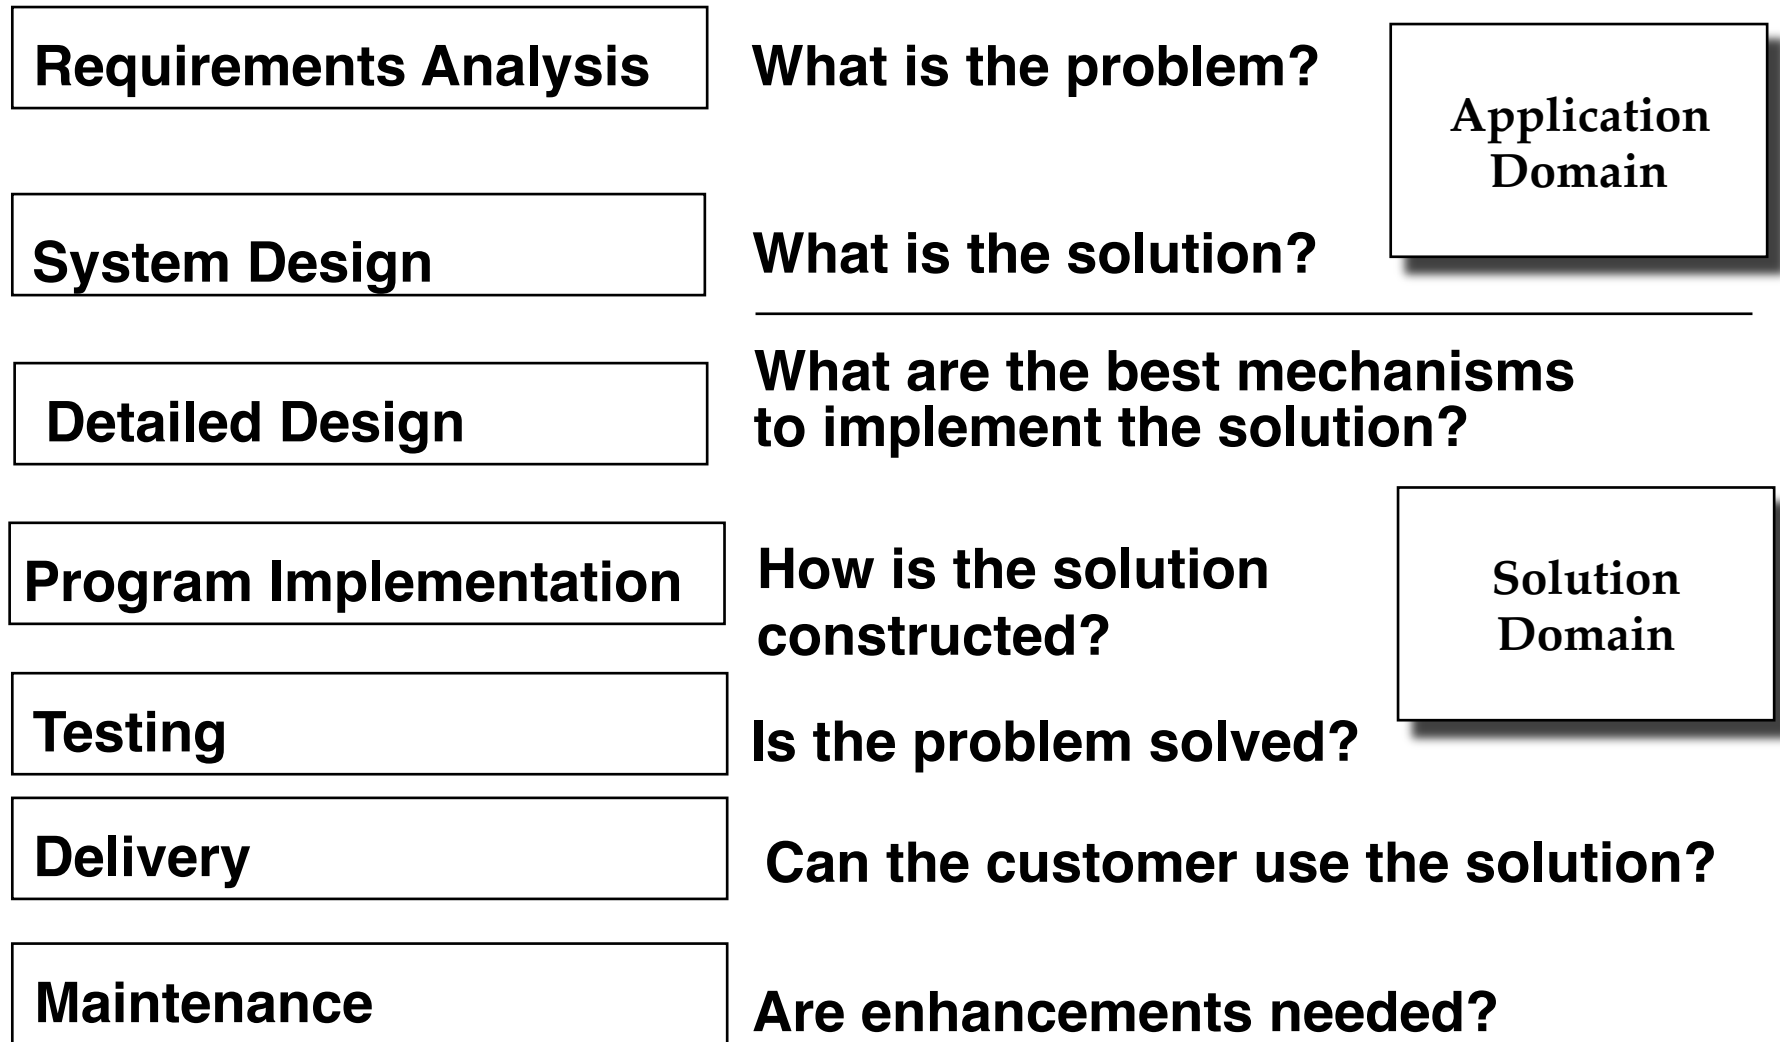 Requirements Analysis
What is the problem?
Application
Domain
System Design
What is the solution?
Detailed Design
What are the best mechanisms
to implement the solution?
Program Implementation
How is the solution
constructed?
Solution
Domain
Testing
Is the problem solved?
Delivery
Can the customer use the solution?
Maintenance
Are enhancements needed?